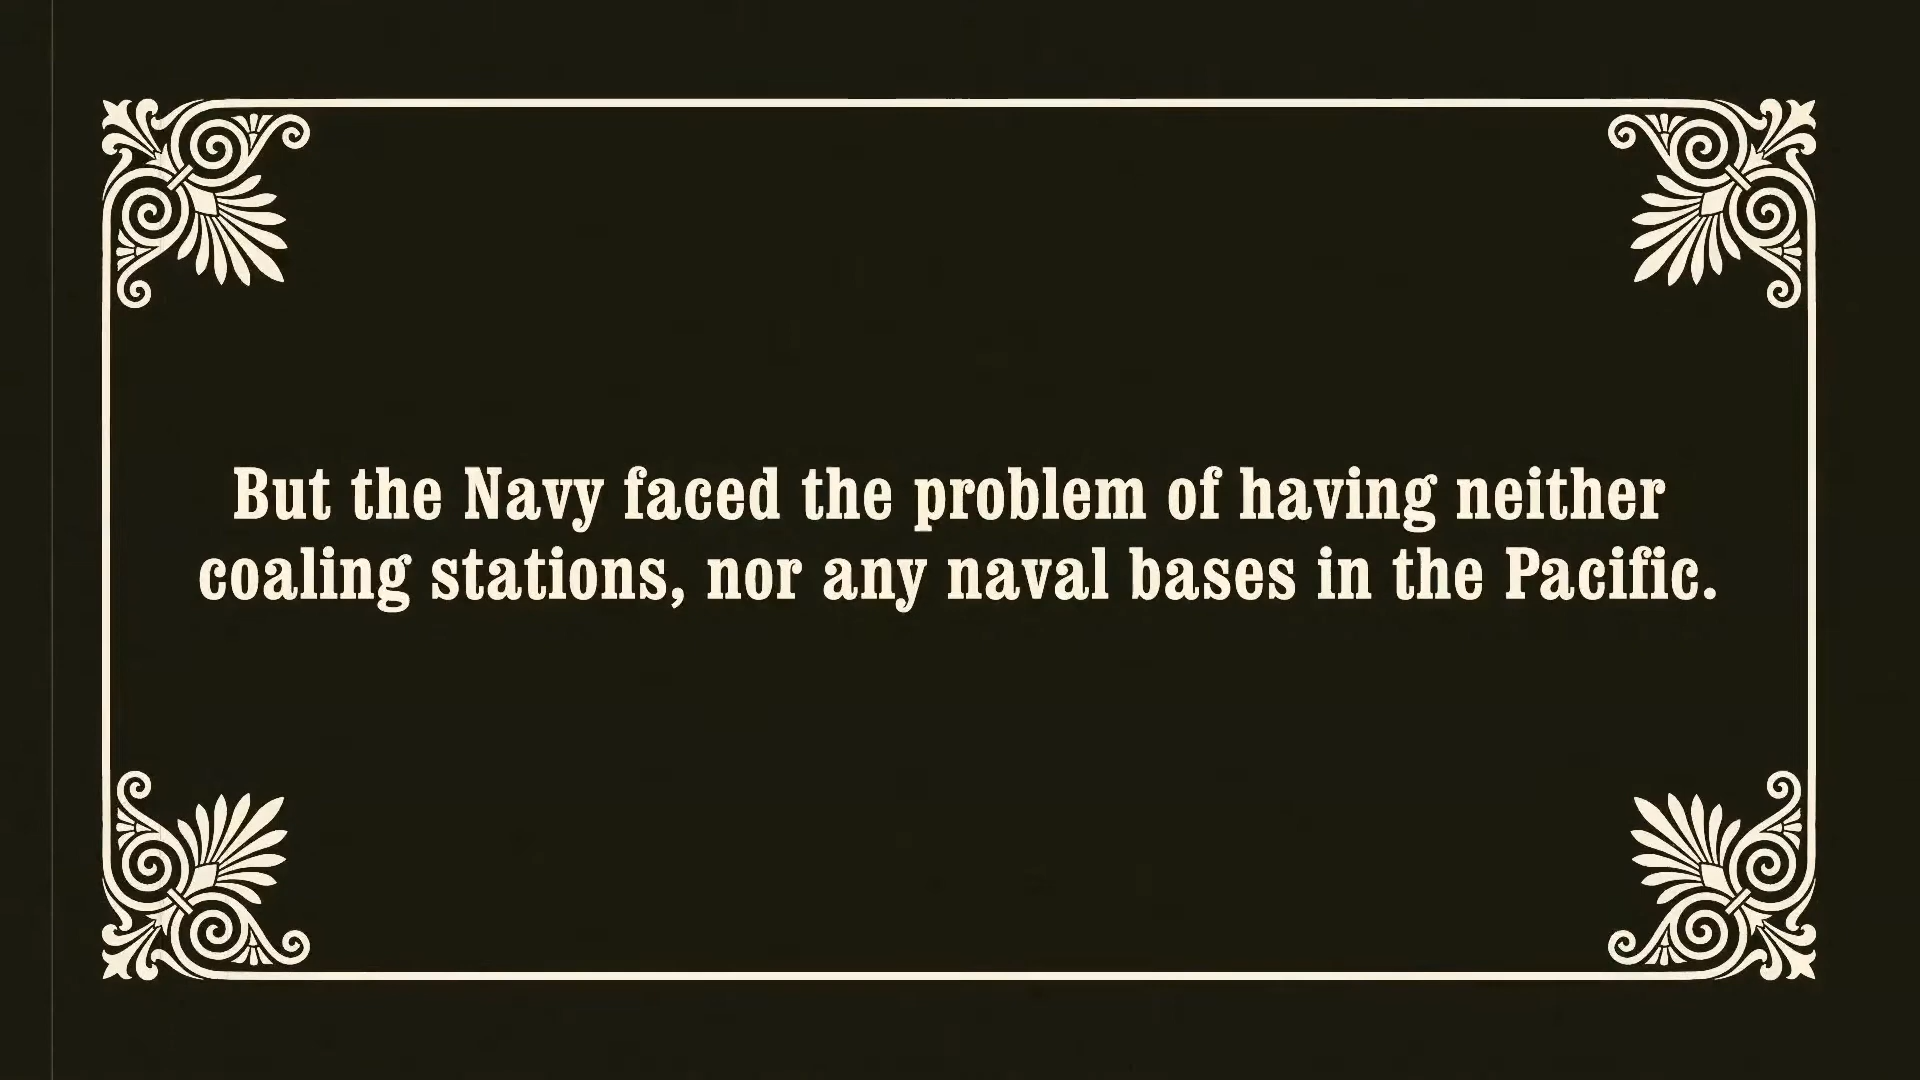 But the Navy faced the problem of having neither
coaling stations, nor any naval bases in the Pacific.